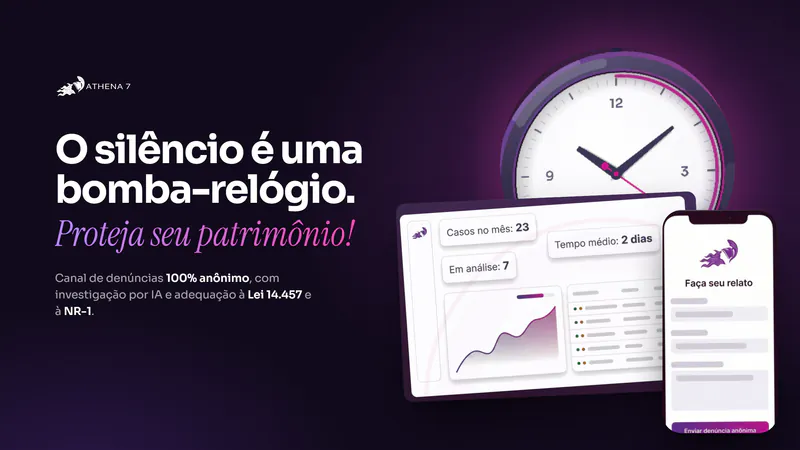 ATHENA 7
O silêncio é uma
bomba-relógio.
Proteja seu patrimônio!
Canal de denúncias 100% anônimo, com
investigação por IA e adequação à Lei 14.457 e
à NR-1.
12
3
9
Casos no mês: 23
Tempo médio: 2 dias
Em análise: 7
Faça seu relato
Enviar denúncia anônima